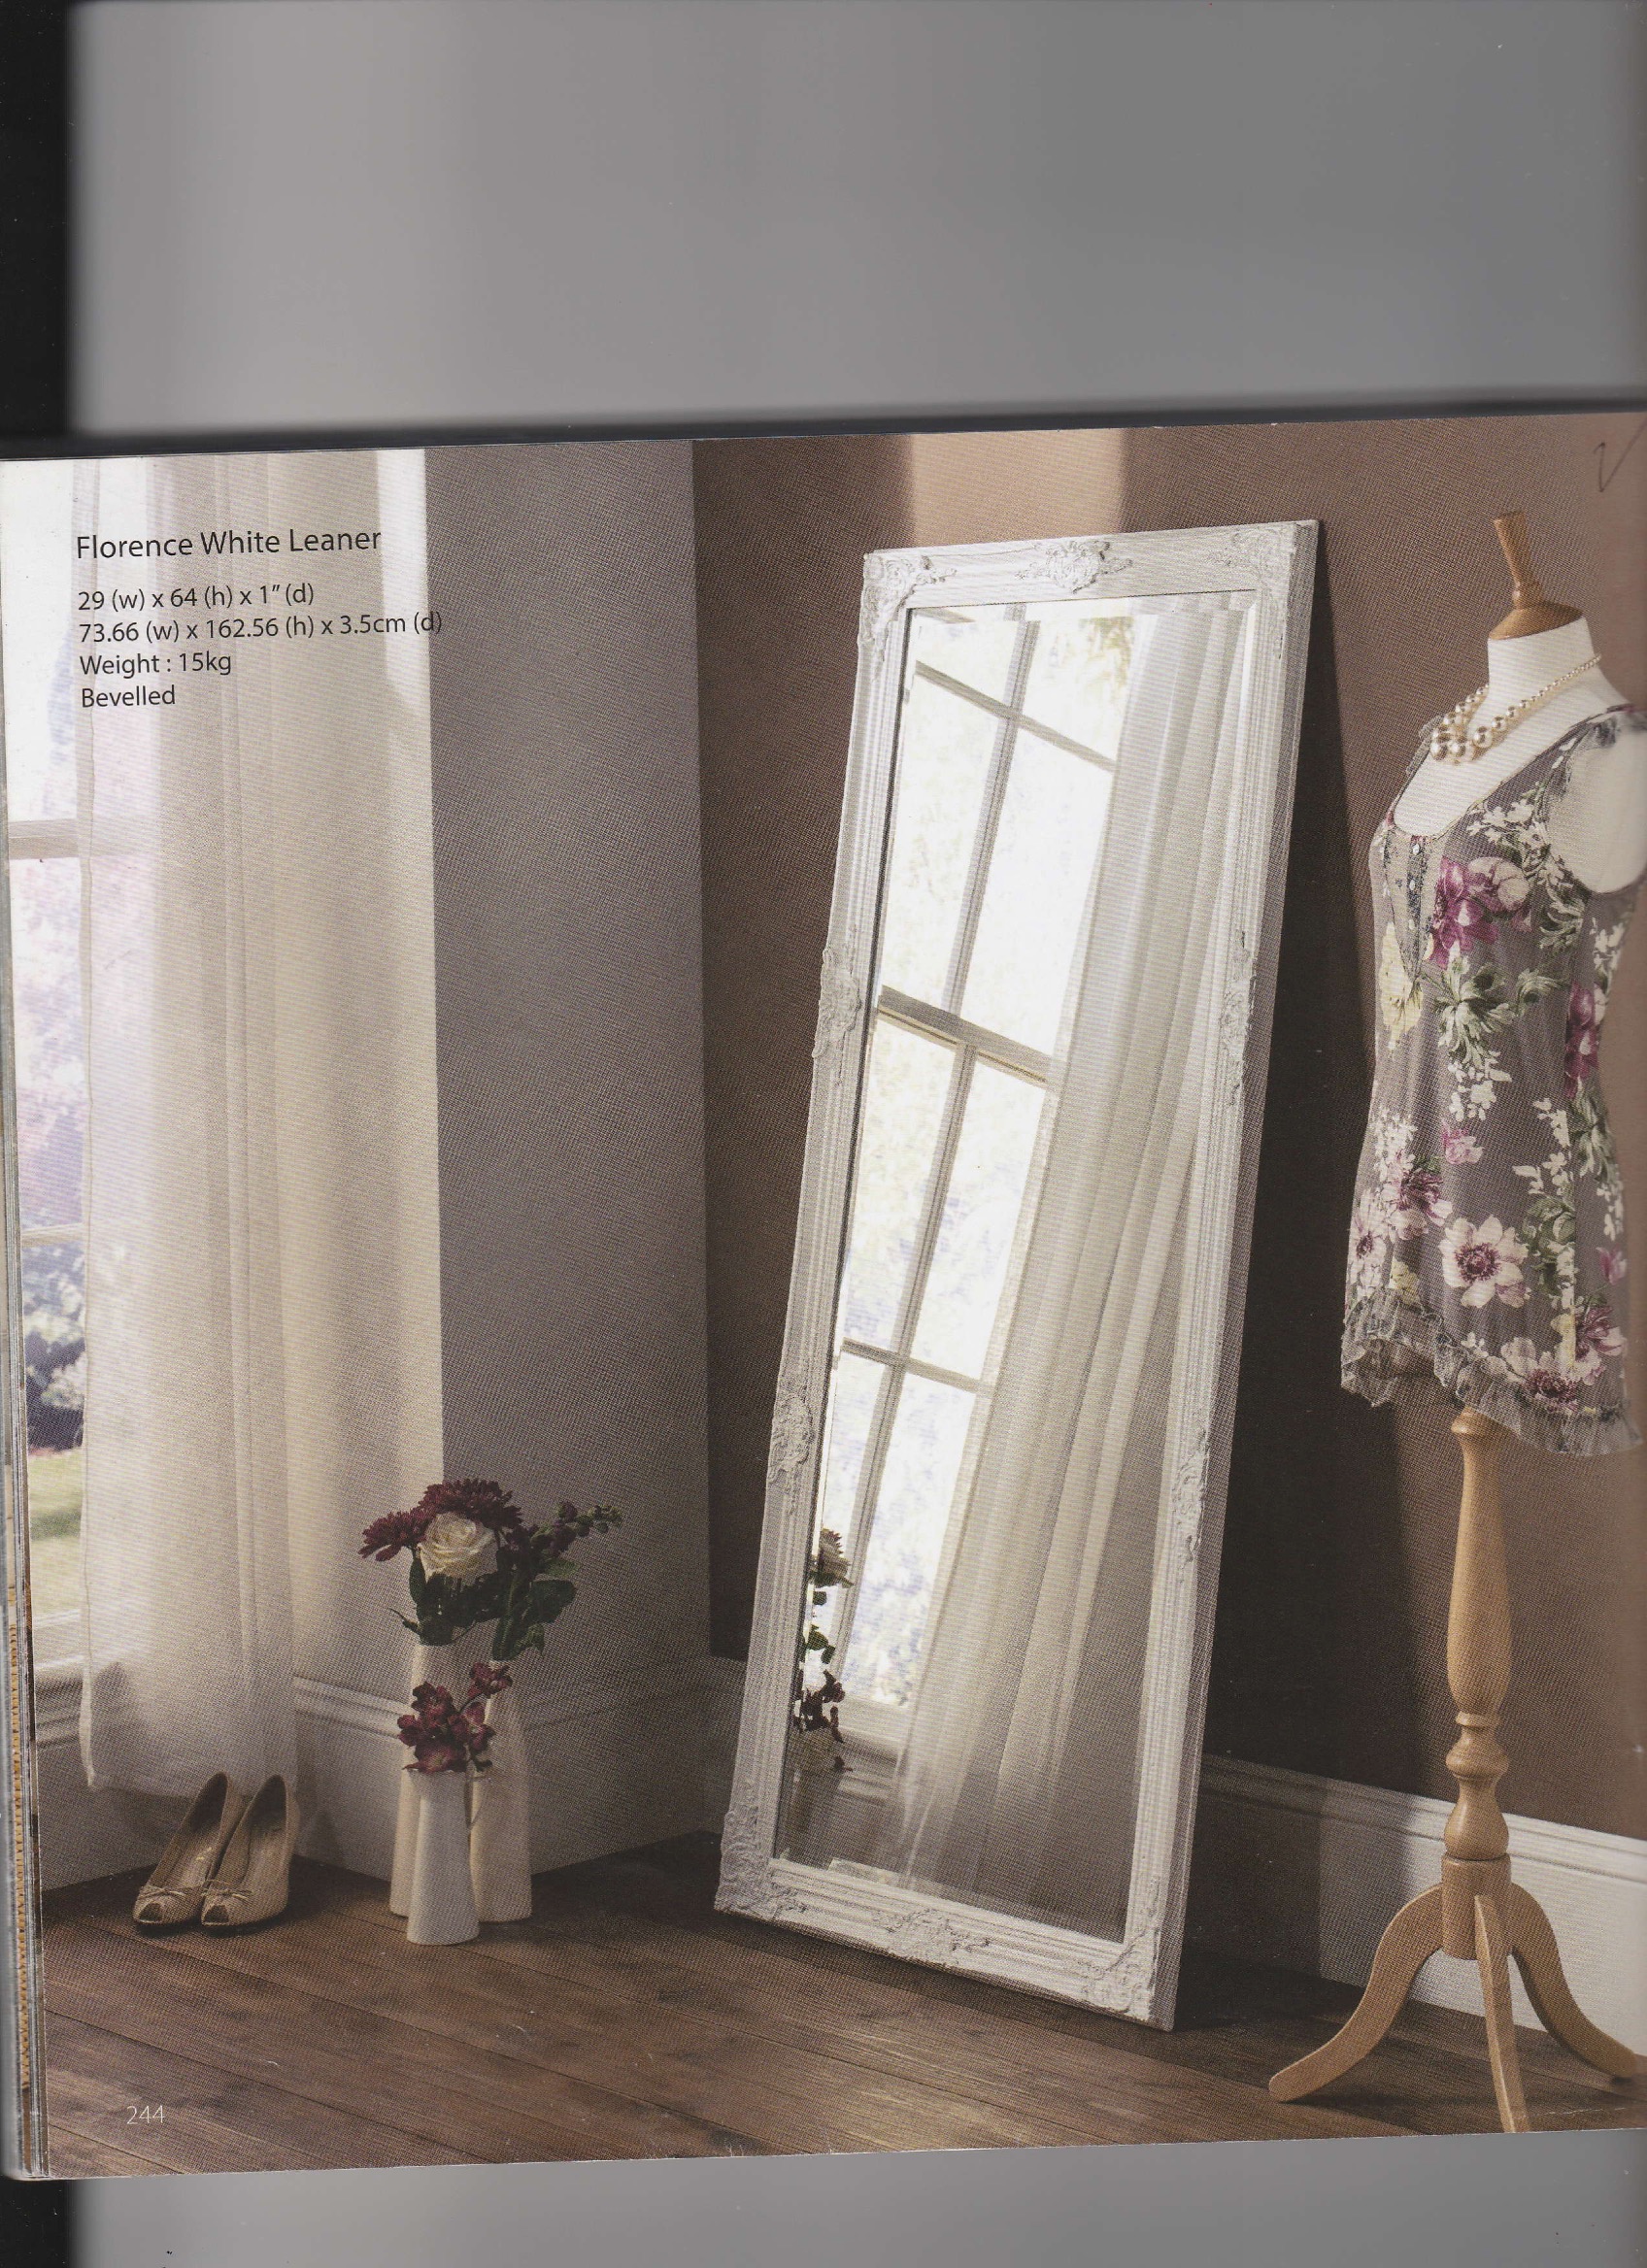 Florence White Leaner
29 (w) x 64 (h) x 1” (d)
73.66 (w) x 162.56 (h) x 3.5cm (d)
Weight : 15kg
Bevelled
244